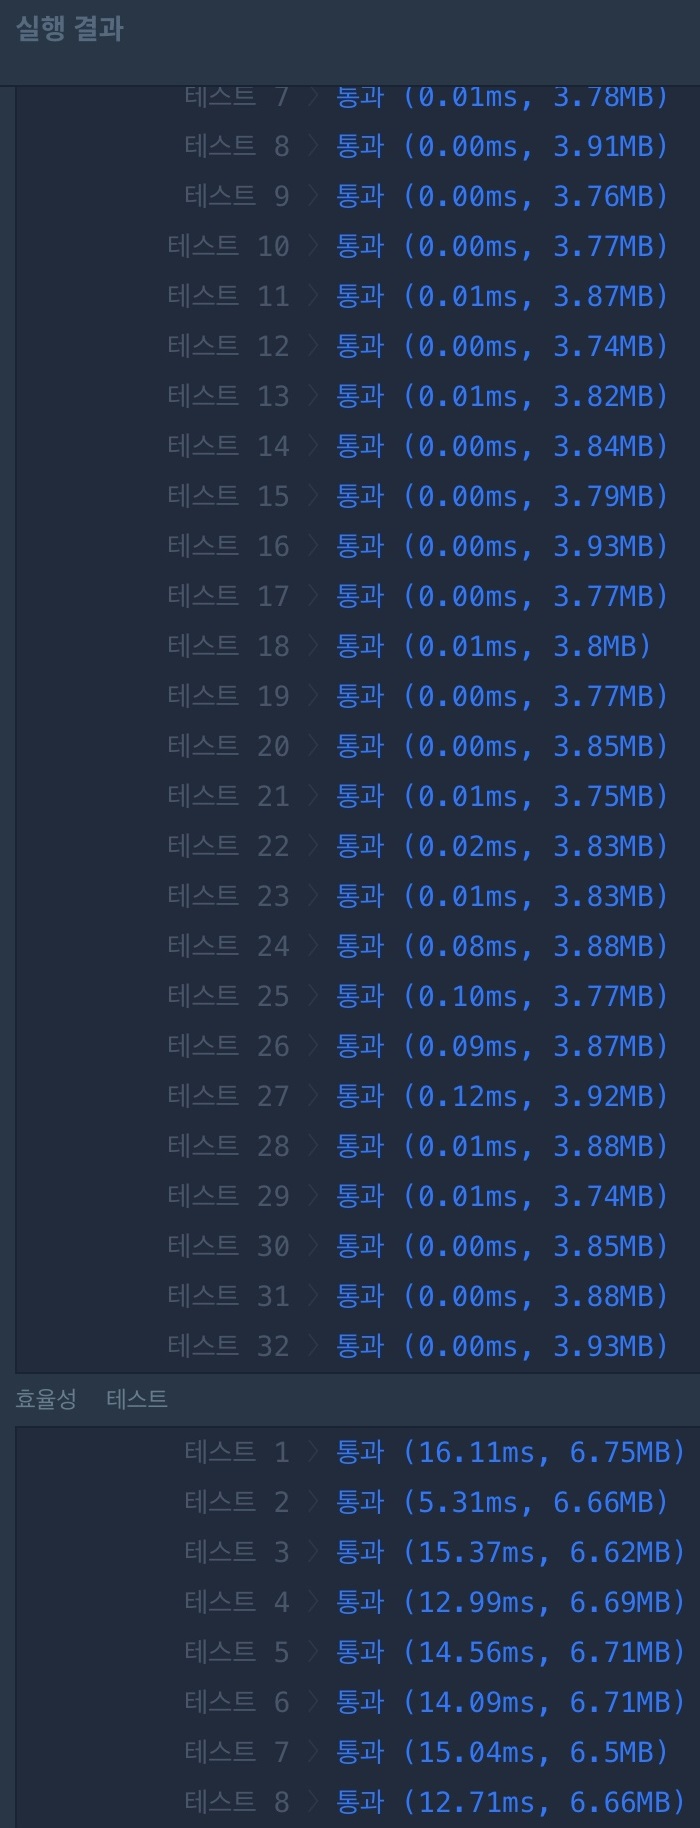 실행 결과
테스트 7 〉 통과 (0.01ms, 3.78MB)
테스트 8 〉 통과 (0.00ms, 3.91MB)
테스트 9 〉 통과 (0.00ms, 3.76MB)
테스트 10 〉 통과 (0.00ms, 3.77MB)
테스트 11 〉 통과 (0.01ms, 3.87MB)
테스트 12 〉 통과 (0.00ms, 3.74MB)
테스트 13 〉 통과 (0.01ms, 3.82MB)
테스트 14 〉 통과 (0.00ms, 3.84MB)
테스트 15 〉 통과 (0.00ms, 3.79MB)
테스트 16 〉 통과 (0.00ms, 3.93MB)
테스트 17 〉 통과 (0.00ms, 3.77MB)
테스트 18 〉 통과 (0.01ms, 3.8MB)
테스트 19 〉 통과 (0.00ms, 3.77MB)
테스트 20 〉 통과 (0.00ms, 3.85MB)
테스트 21 〉 통과 (0.01ms, 3.75MB)
테스트 22 〉 통과 (0.02ms, 3.83MB)
테스트 23 〉 통과 (0.01ms, 3.83MB)
테스트 24 〉 통과 (0.08ms, 3.88MB)
테스트 25 〉 통과 (0.10ms, 3.77MB)
테스트 26 〉 통과 (0.09ms, 3.87MB)
테스트 27 〉 통과 (0.12ms, 3.92MB)
테스트 28 〉 통과 (0.01ms, 3.88MB)
테스트 29 〉 통과 (0.01ms, 3.74MB)
테스트 30 〉 통과 (0.00ms, 3.85MB)
테스트 31 〉 통과 (0.00ms, 3.88MB)
테스트 32 〉 통과 (0.00ms, 3.93MB)
효율성 테스트
테스트 1 〉 통과 (16.11ms, 6.75MB)
테스트 2 〉 통과 (5.31ms, 6.66MB)
테스트 3 〉 통과 (15.37ms, 6.62MB)
테스트 4 〉 통과 (12.99ms, 6.69MB)
테스트 5 〉 통과 (14.56ms, 6.71MB)
테스트 6 〉 통과 (14.09ms, 6.71MB)
테스트 7 〉 통과 (15.04ms, 6.5MB)
테스트 8 〉 통과 (12.71ms, 6.66MB)